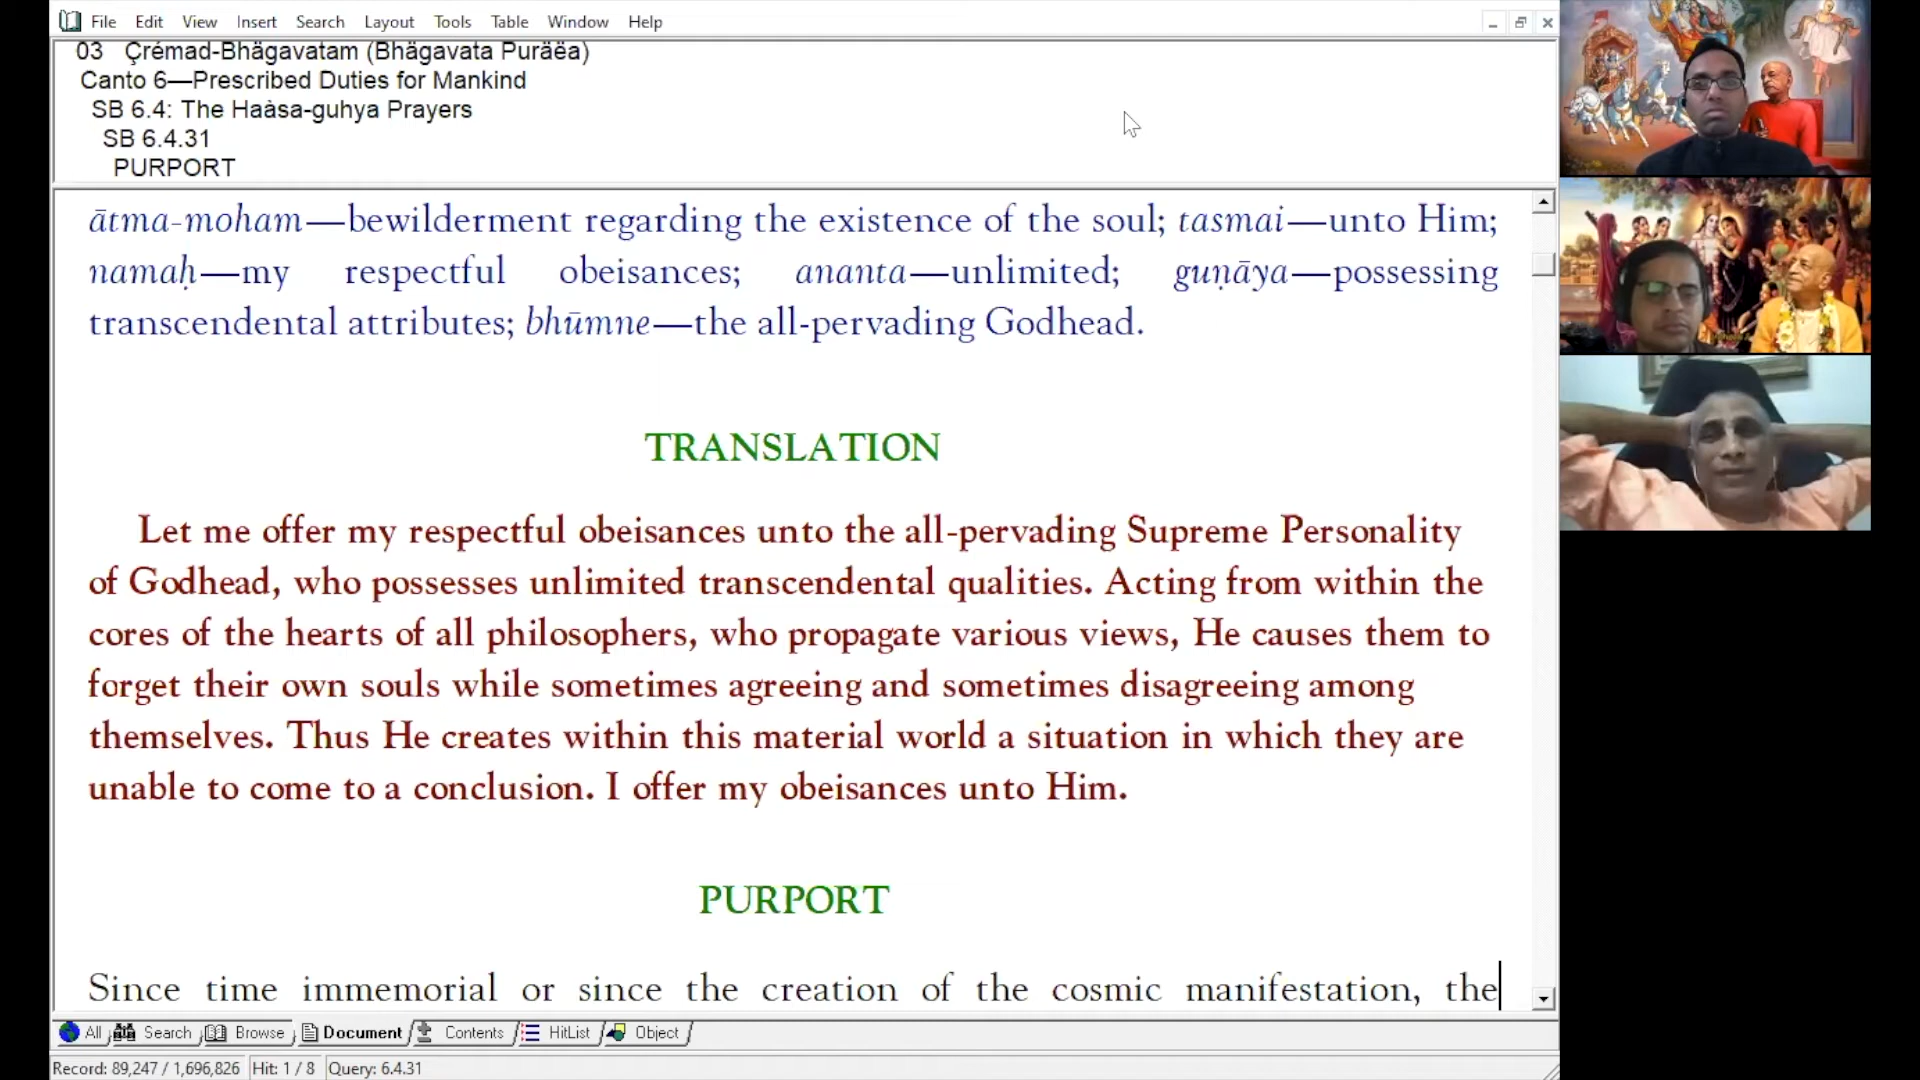 File Edit View Insert Search Layout Tools Table Window Help
03 Çrémad-Bhägavatam (Bhägavata Puräëa)
Canto 6—Prescribed Duties for Mankind
SB 6.4: The Haàsa-guhya Prayers
SB 6.4.31
PURPORT
ātma-moham—bewilderment regarding the existence of the soul; tasmai—unto Him;
namaḥ—my respectful obeisances; ananta—unlimited; guṇāya—possessing
transcendental attributes; bhūmne—the all-pervading Godhead.
TRANSLATION
Let me offer my respectful obeisances unto the all-pervading Supreme Personality
of Godhead, who possesses unlimited transcendental qualities. Acting from within the
cores of the hearts of all philosophers, who propagate various views, He causes them to
forget their own souls while sometimes agreeing and sometimes disagreeing among
themselves. Thus He creates within this material world a situation in which they are
unable to come to a conclusion. I offer my obeisances unto Him.
PURPORT
Since time immemorial or since the creation of the cosmic manifestation, the
All Search Browse Document Contents HitList Object
Record: 89,247 / 1,696,826 Hit: 1 / 8 Query: 6.4.31